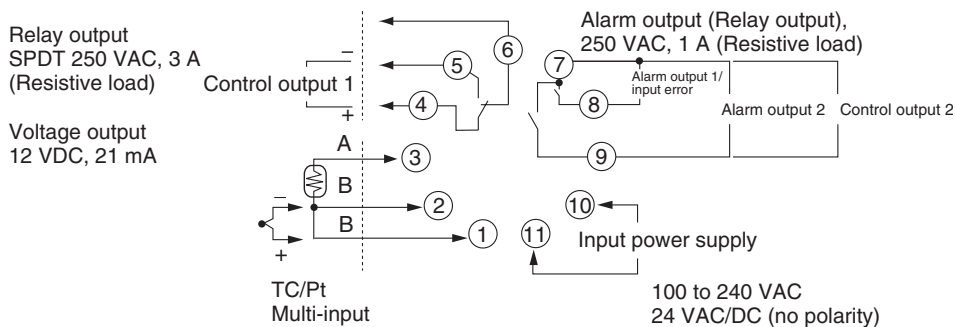 Relay output
SPDT 250 VAC, 3 A
(Resistive load)
Voltage output
12 VDC, 21 mA
Control output 1
−
+
6
5
4
A
3
B
2
B
1
−
+
TC/Pt
Multi-input
Alarm output (Relay output),
250 VAC, 1 A (Resistive load)
7
Alarm output 1/
input error
8
Alarm output 2
Control output 2
9
10
11
Input power supply
100 to 240 VAC
24 VAC/DC (no polarity)